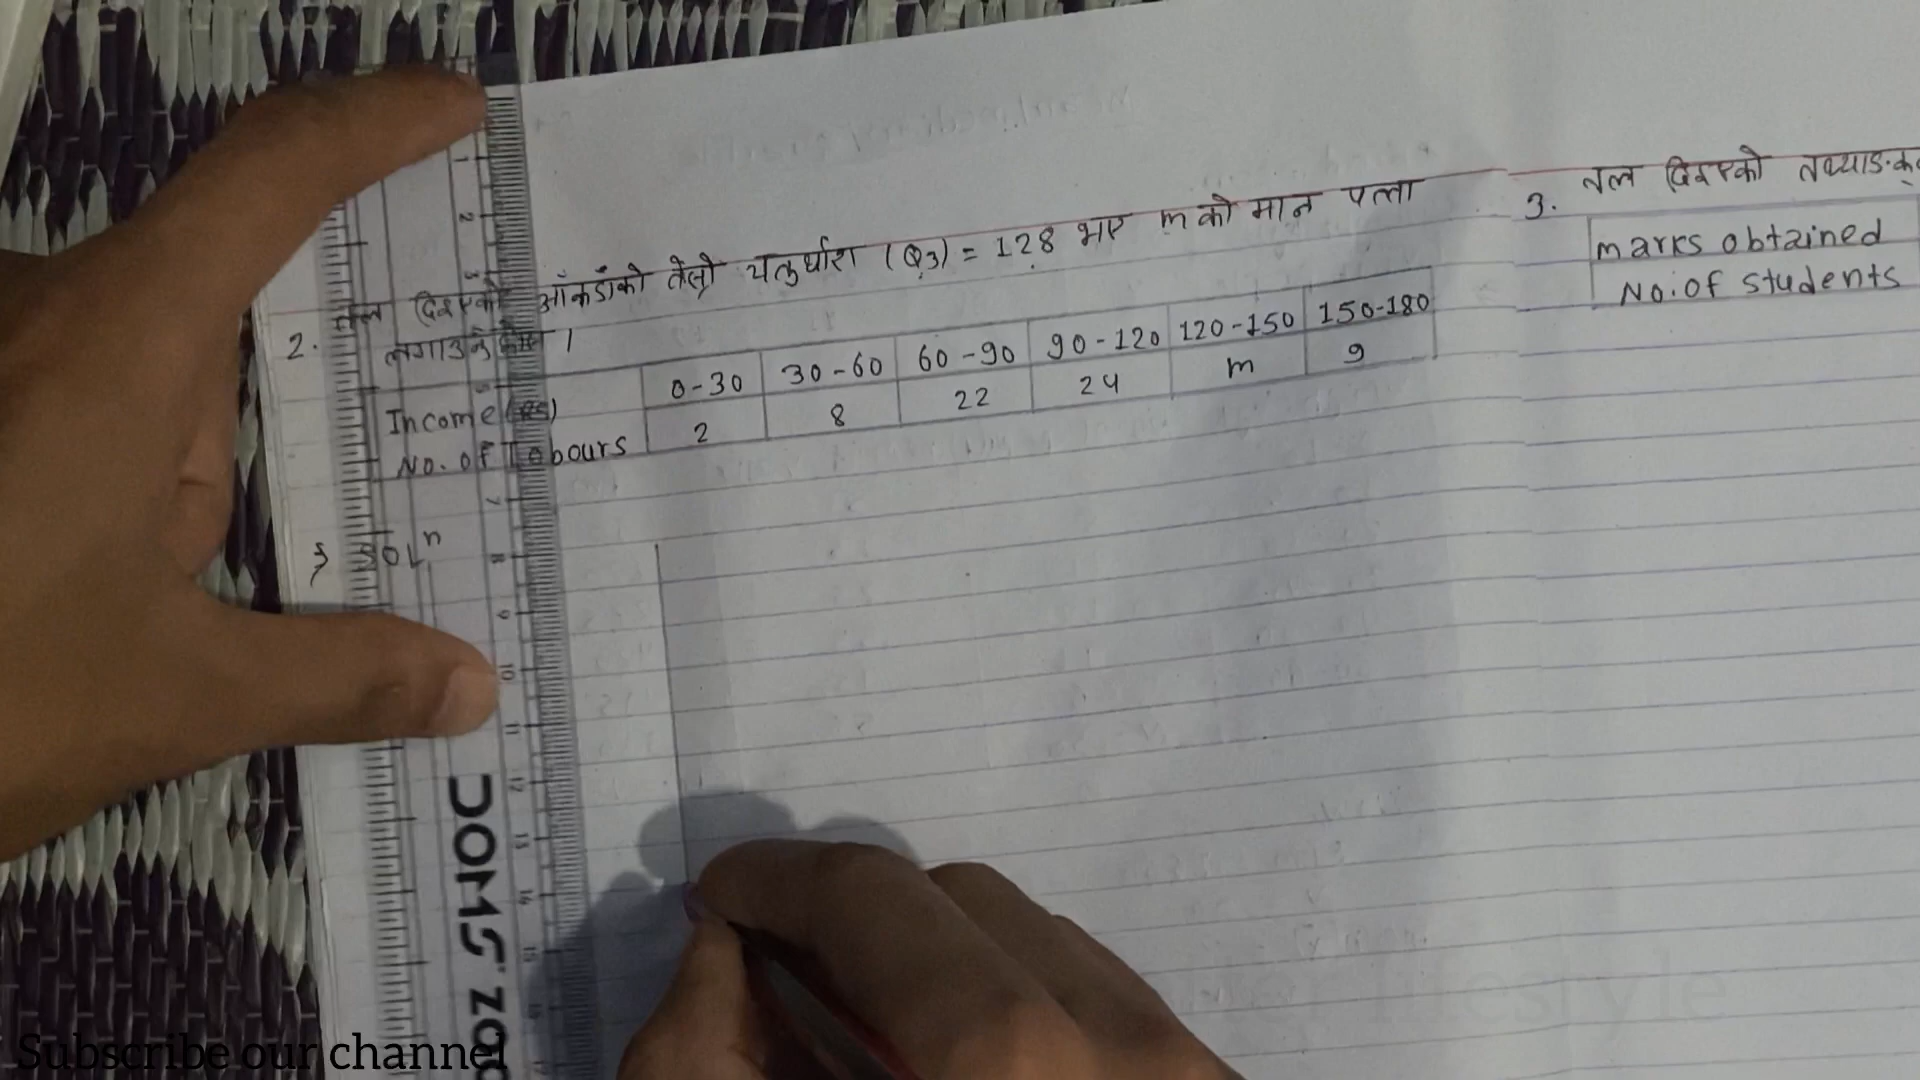 2. तल दिइएको आँकडाको तेस्रो चतुर्थांश (Q3) = 128 भए m को मान पत्ता
लगाउनुहोस ।
Income (Rs) 0-30 30-60 60-90 90-120 120-150 150-180
No. of Labours 2 8 22 24 m 9
SOLn
3. तल दिइएको तथ्याङ्क
marks obtained
No. of students
DOMS
Subscribe our channel